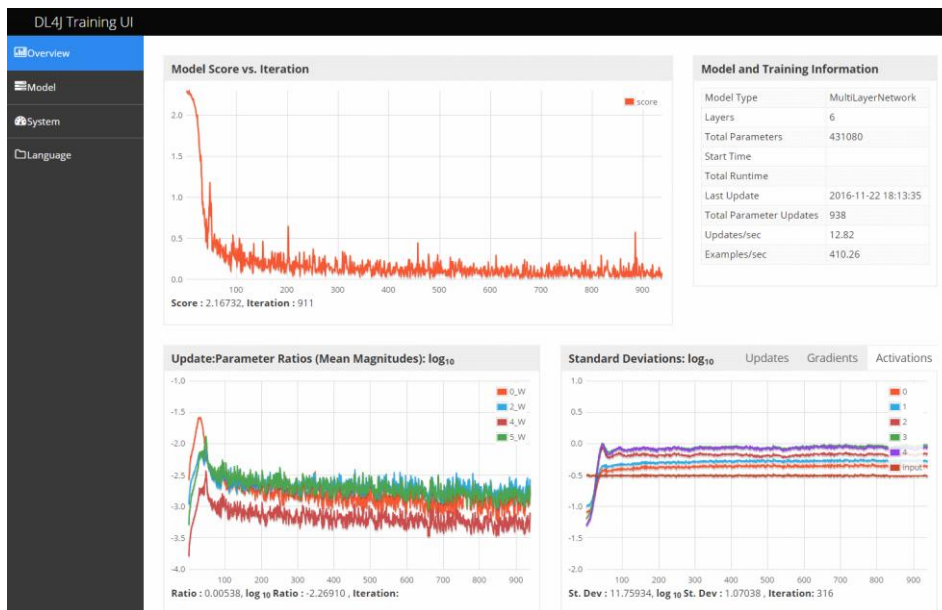 DL4J Training UI
Overview
Model
System
Language
Model Score vs. Iteration
score
2.0
1.5
1.0
0.5
0.0
100 200 300 400 500 600 700 800 900
Score : 2.16732, Iteration : 911
Model and Training Information
Model Type MultiLayerNetwork
Layers 6
Total Parameters 431080
Start Time
Total Runtime
Last Update 2016-11-22 18:13:35
Total Parameter Updates 938
Updates/sec 12.82
Examples/sec 410.26
Update:Parameter Ratios (Mean Magnitudes): log₁₀
-1.0
-1.5
-2.0
-2.5
-3.0
-3.5
-4.0
0_W
2_W
4_W
5_W
100 200 300 400 500 600 700 800 900
Ratio : 0.00538, log ₁₀ Ratio : -2.26910 , Iteration:
Standard Deviations: log₁₀ Updates Gradients Activations
1.0
0.5
0.0
-0.5
-1.0
-1.5
-2.0
0
1
2
3
4
Input
100 200 300 400 500 600 700 800 900
St. Dev : 11.75934, log ₁₀ St. Dev : 1.07038 , Iteration: 316